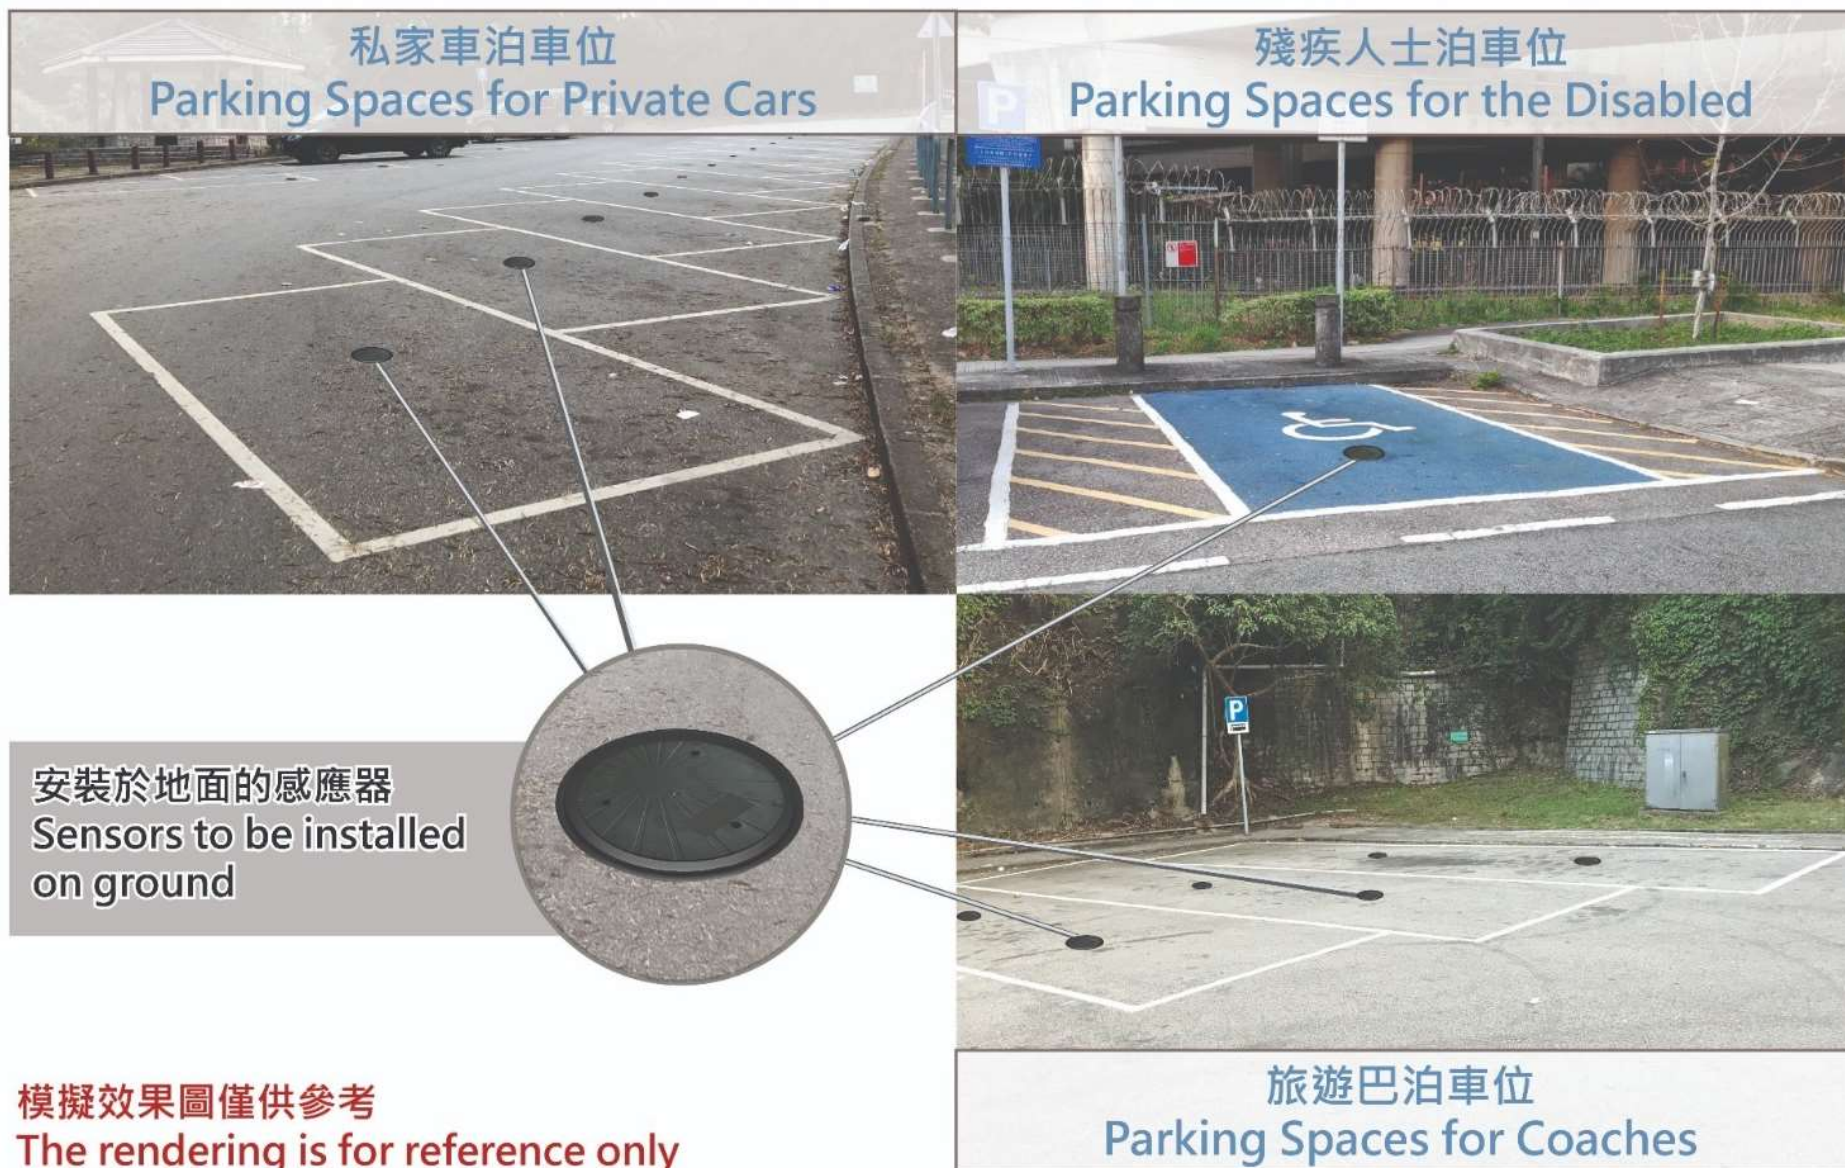 私家車泊車位
Parking Spaces for Private Cars
殘疾人士泊車位
Parking Spaces for the Disabled
P
P
安裝於地面的感應器
Sensors to be installed
on ground
模擬效果圖僅供參考
The rendering is for reference only
旅遊巴泊車位
Parking Spaces for Coaches